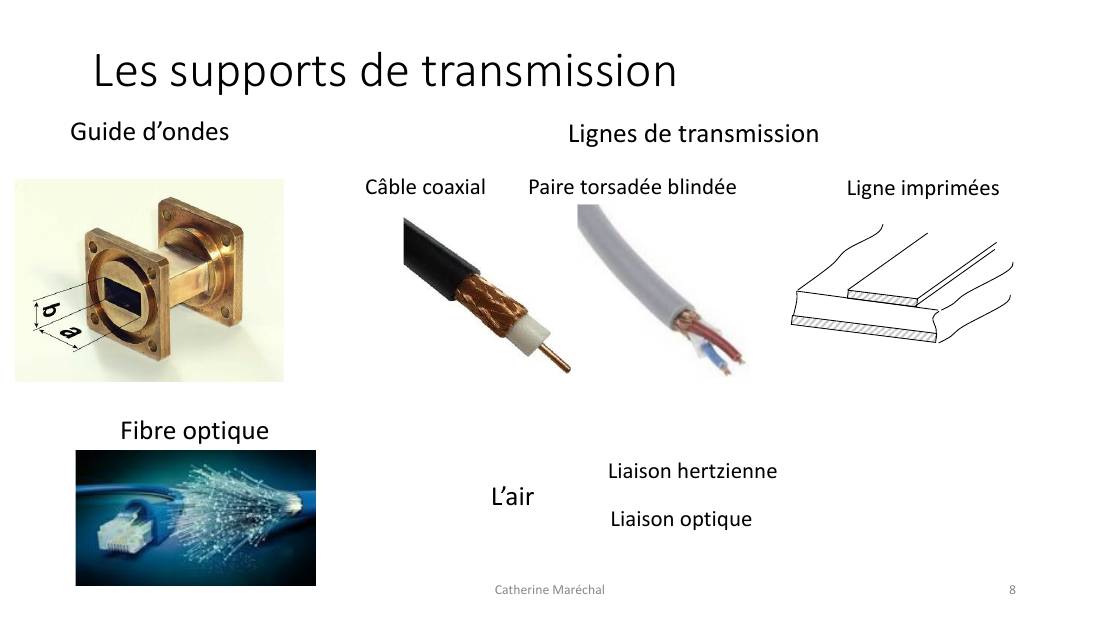 Les supports de transmission
Guide d’ondes
Lignes de transmission
Câble coaxial
Paire torsadée blindée
Ligne imprimées
b
a
Fibre optique
L’air
Liaison hertzienne
Liaison optique
Catherine Maréchal
8